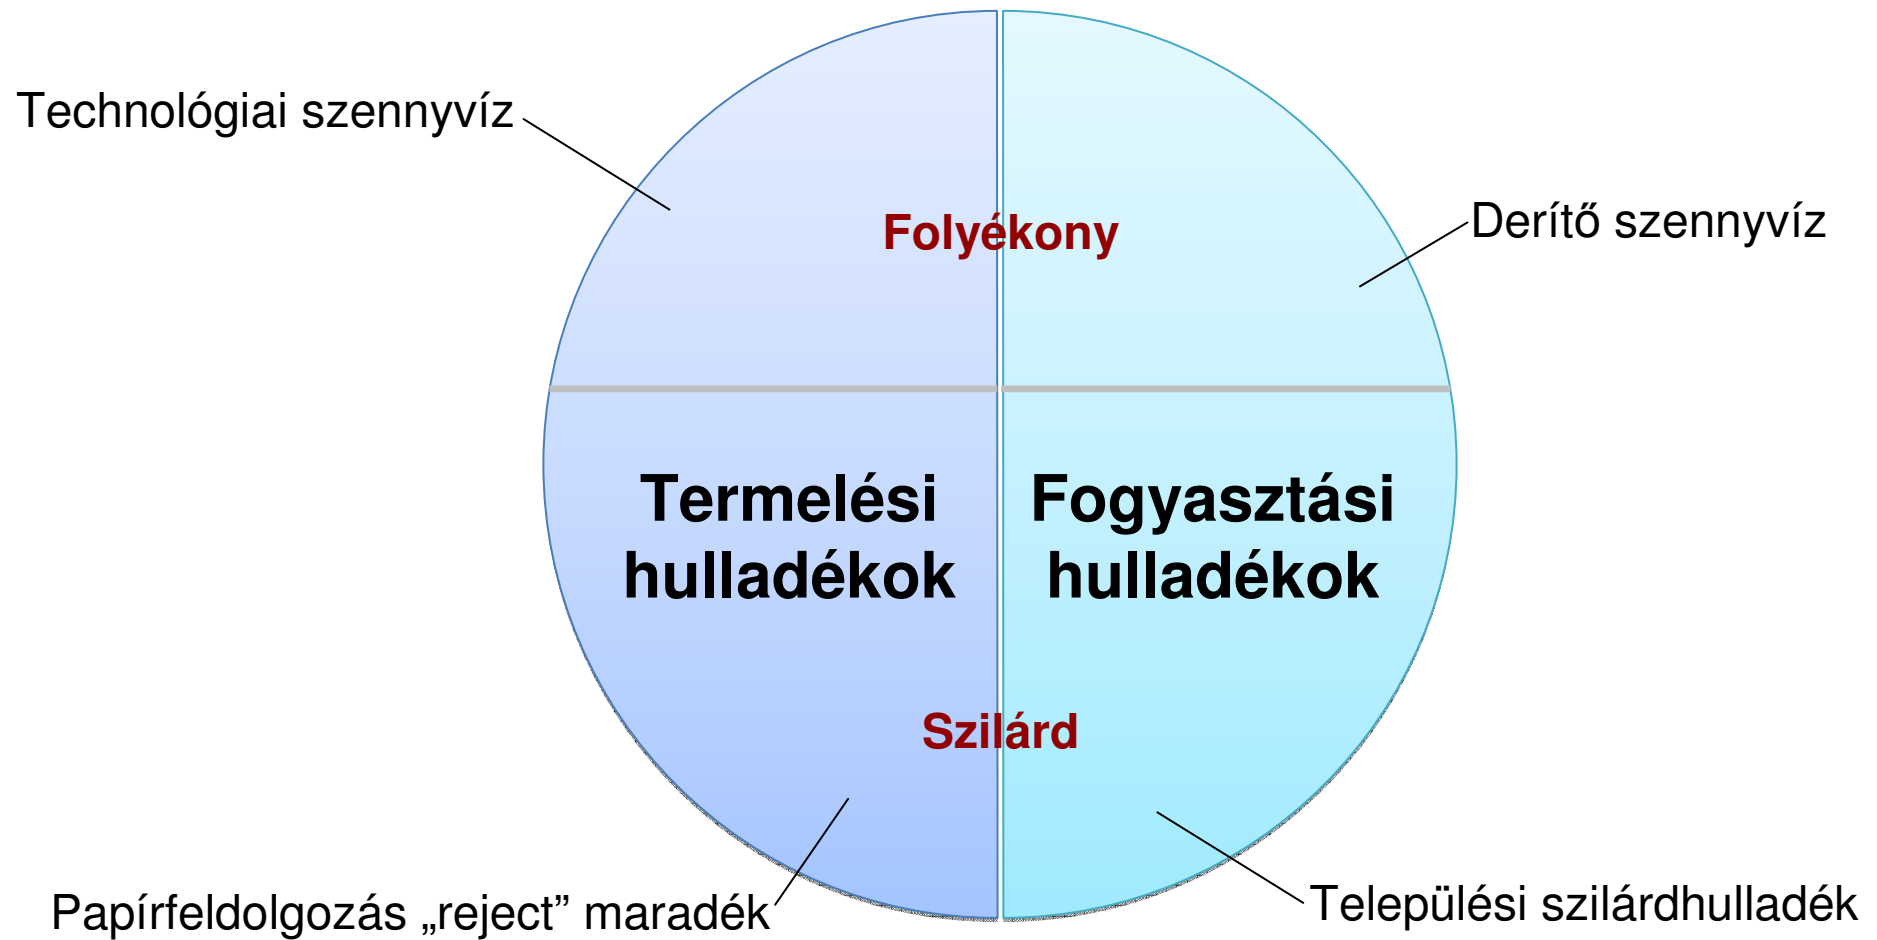 Technológiai szennyvíz
Derítő szennyvíz
Folyékony
Termelési
hulladékok
Fogyasztási
hulladékok
Szilárd
Papírfeldolgozás „reject” maradék
Települési szilárdhulladék